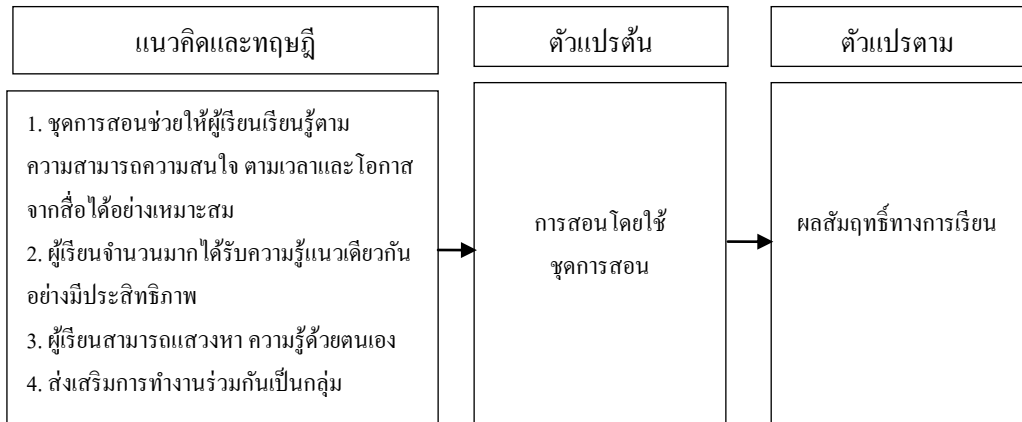 แนวคิดและทฤษฎี
ตัวแปรต้น
ตัวแปรตาม
1. ชุดการสอนช่วยให้ผู้เรียนเรียนรู้ตาม
ความสามารถความสนใจ ตามเวลาและโอกาส
จากสื่อได้อย่างเหมาะสม
2. ผู้เรียนจำนวนมากได้รับความรู้แนวเดียวกัน
อย่างมีประสิทธิภาพ
3. ผู้เรียนสามารถแสวงหา ความรู้ด้วยตนเอง
4. ส่งเสริมการทำงานร่วมกันเป็นกลุ่ม
การสอนโดยใช้
ชุดการสอน
ผลสัมฤทธิ์ทางการเรียน